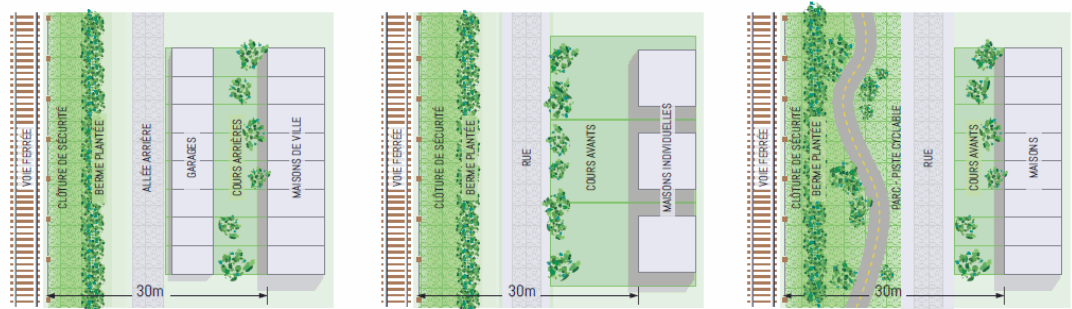 VOIE FERRÉE
CLÔTURE DE SÉCURITÉ
BERME PLANTÉE
ALLÉE ARRIÈRE
GARAGES
COURS ARRIÈRES
MAISONS DE VILLE
30m
VOIE FERRÉE
CLÔTURE DE SÉCURITÉ
BERME PLANTÉE
RUE
COURS AVANTS
MAISONS INDIVIDUELLES
30m
VOIE FERRÉE
CLÔTURE DE SÉCURITÉ
BERME PLANTÉE
PARC - PISTE CYCLABLE
RUE
COURS AVANTS
MAISONS
30m